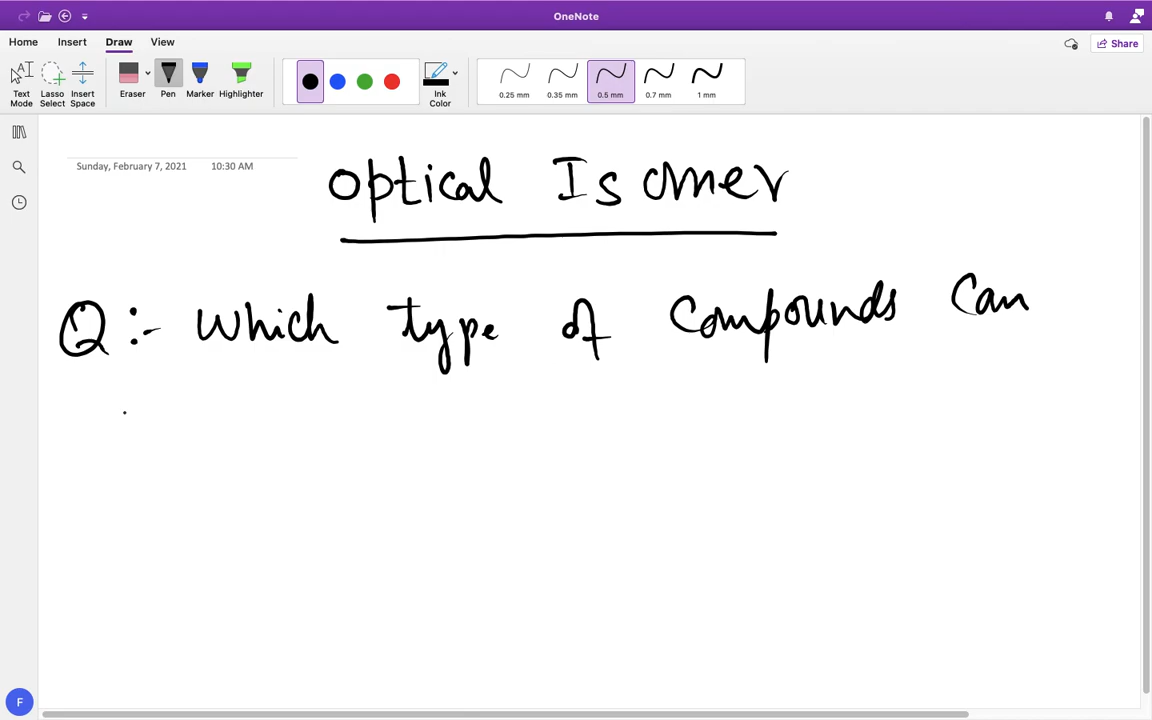 OneNote
Home Insert Draw View
Share
Text Mode Lasso Select Insert Space Eraser Pen Marker Highlighter Ink Color 0.25 mm 0.35 mm 0.5 mm 0.7 mm 1 mm
Sunday, February 7, 2021 10:30 AM
Optical Isomer
Q:- Which type of compounds can
F